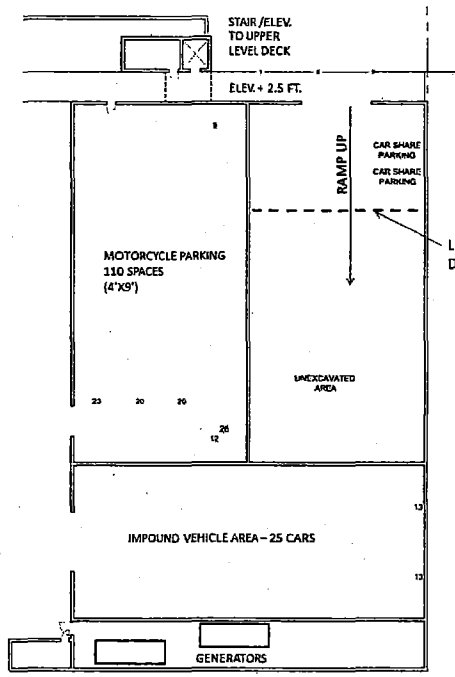 STAIR/ELEV.
TO UPPER
LEVEL DECK
ELEV. + 2.5 FT.
RAMP UP
CAR SHARE
PARKING
CAR SHARE
PARKING
L
D
MOTORCYCLE PARKING
110 SPACES
(4'X9')
UNEXCAVATED
AREA
23 20 20
26
12
13
IMPOUND VEHICLE AREA – 25 CARS
13
GENERATORS